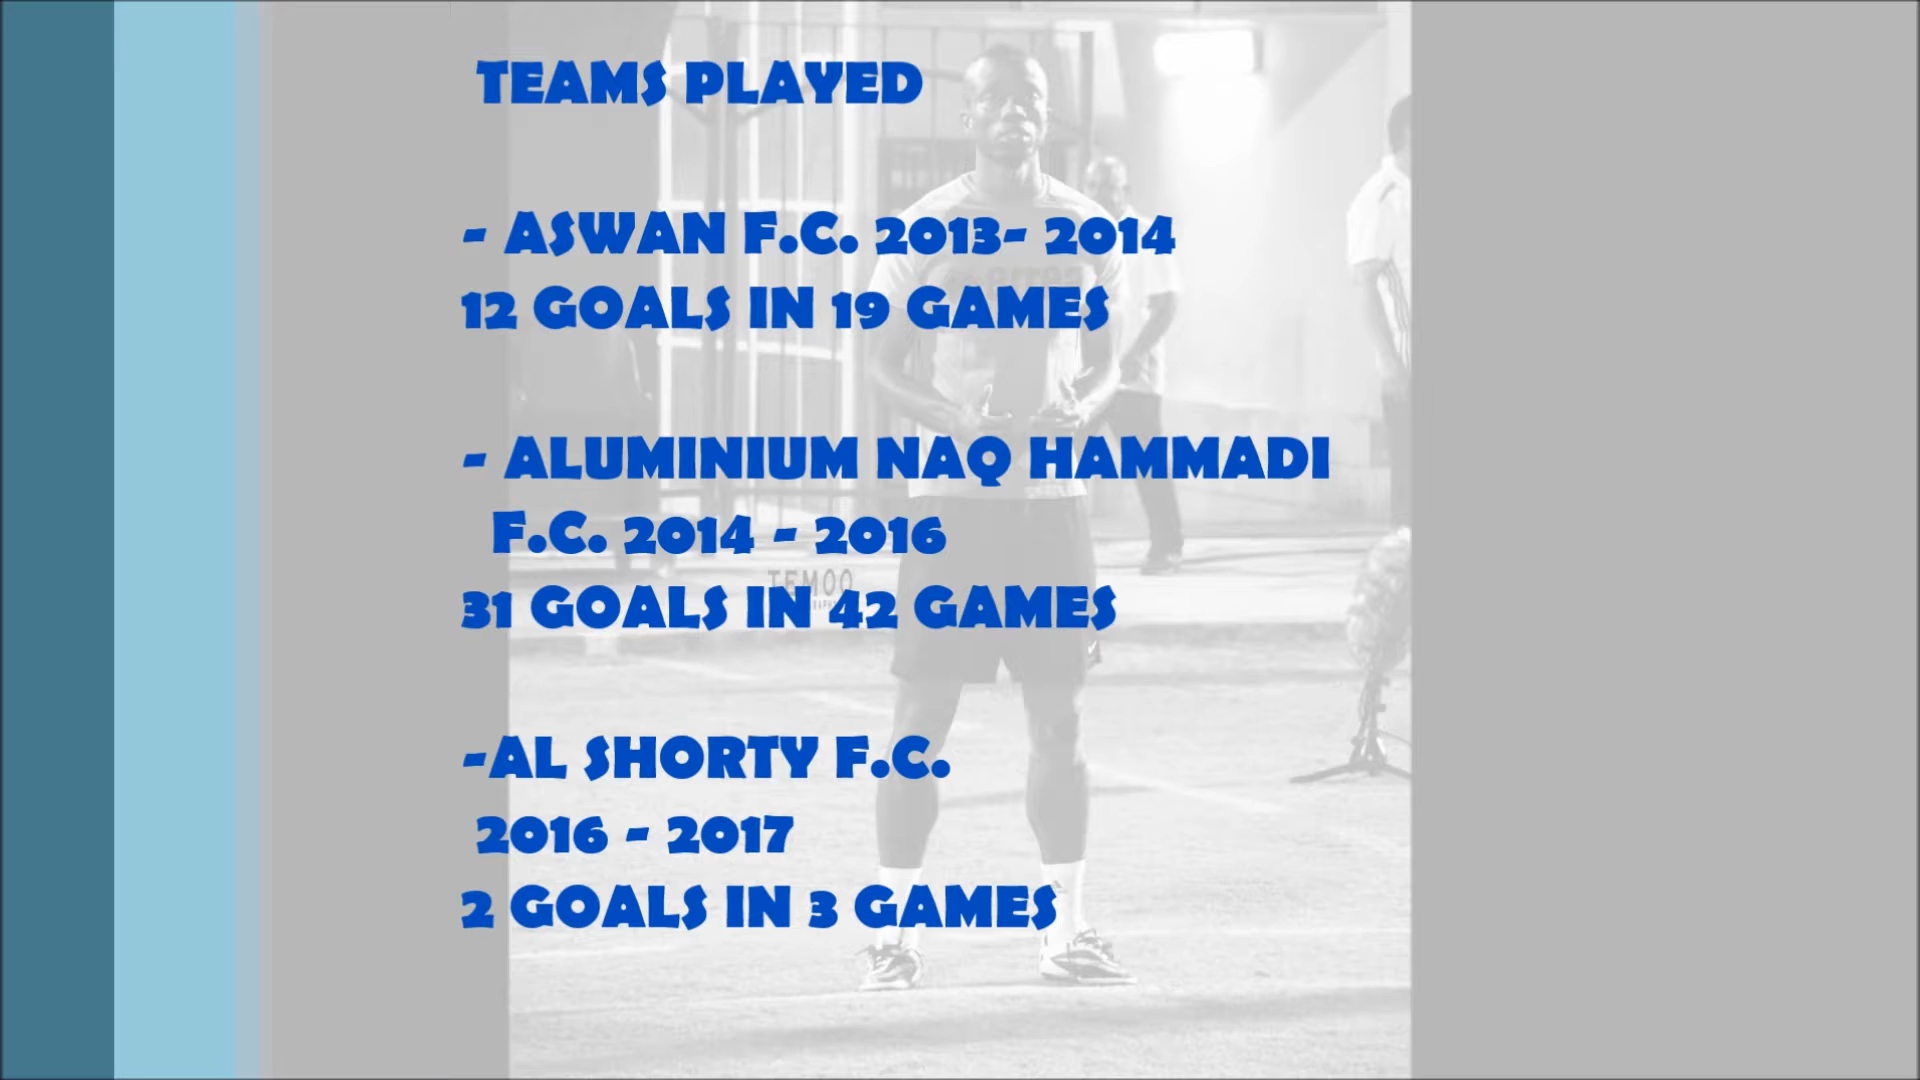 TEAMS PLAYED
- ASWAN F.C. 2013- 2014
12 GOALS IN 19 GAMES
- ALUMINIUM NAQ HAMMADI
F.C. 2014 - 2016
TEMOO
31 GOALS IN 42 GAMES
-AL SHORTY F.C.
2016 - 2017
2 GOALS IN 3 GAMES